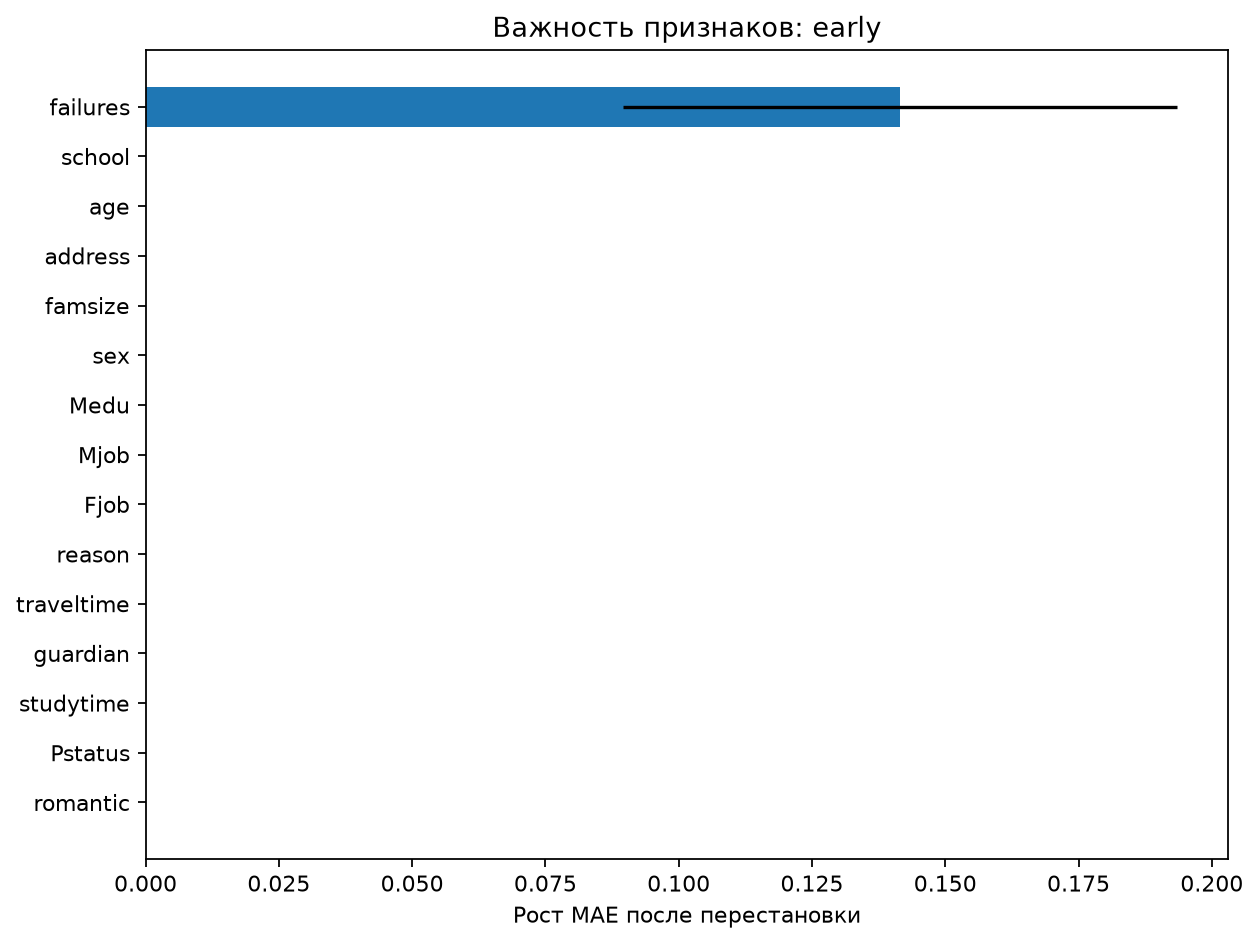 Важность признаков: early
failures
school
age
address
famsize
sex
Medu
Mjob
Fjob
reason
traveltime
guardian
studytime
Pstatus
romantic
0.000 0.025 0.050 0.075 0.100 0.125 0.150 0.175 0.200
Рост MAE после перестановки